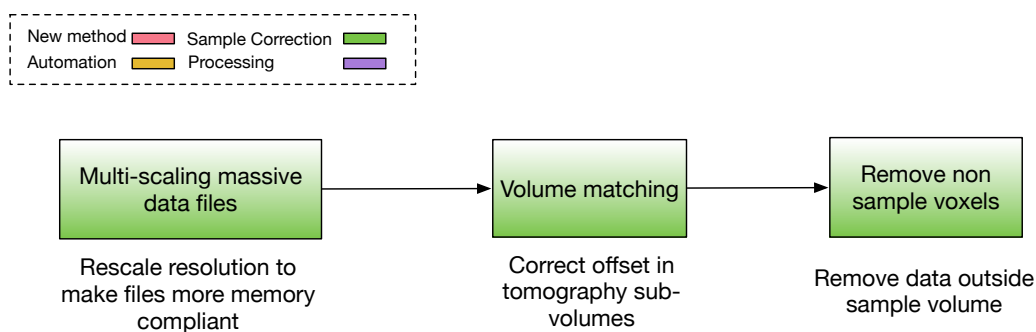 New method Sample Correction
Automation Processing
Multi-scaling massive
data files
Rescale resolution to
make files more memory
compliant
Volume matching
Correct offset in
tomography sub-
volumes
Remove non
sample voxels
Remove data outside
sample volume